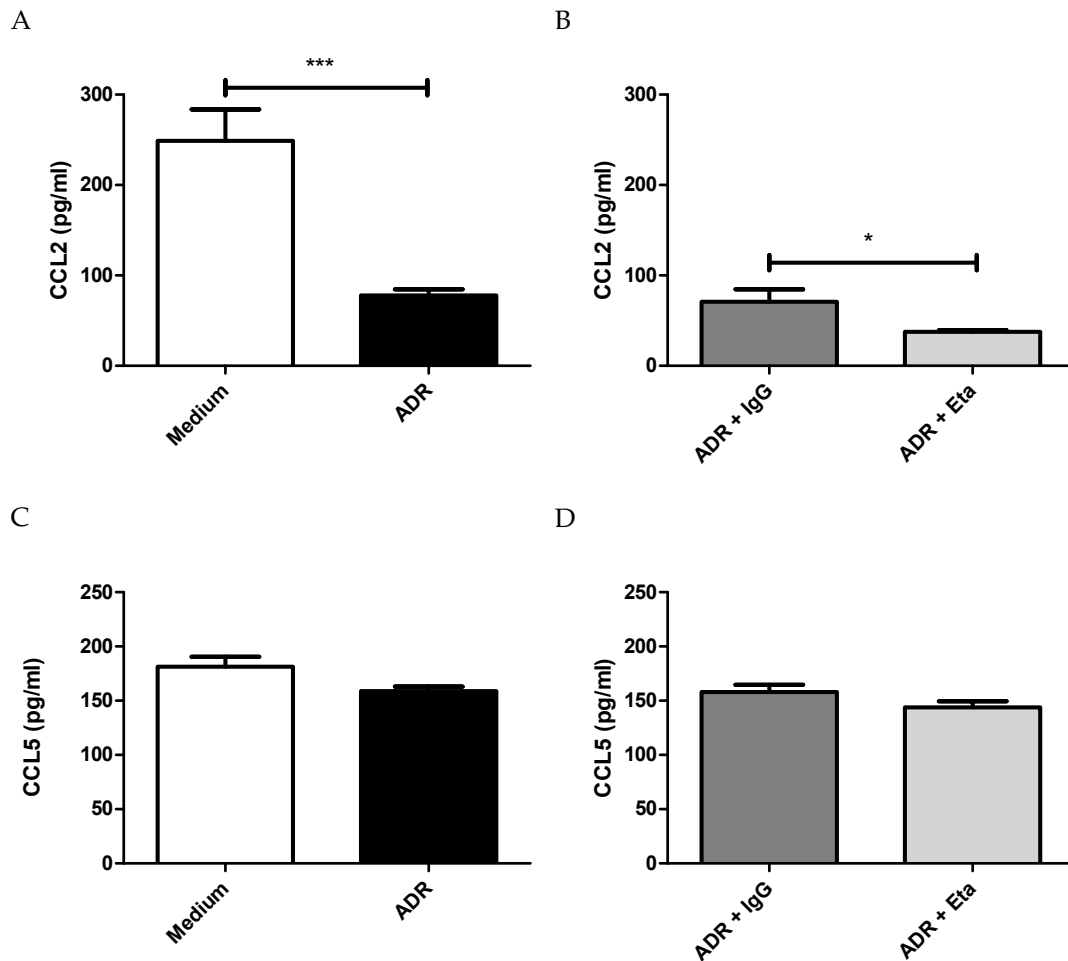 A
B
***
300
200
100
0
CCL2 (pg/ml)
Medium
ADR
*
300
200
100
0
CCL2 (pg/ml)
ADR + IgG
ADR + Eta
C
D
250
200
150
100
50
0
CCL5 (pg/ml)
Medium
ADR
250
200
150
100
50
0
CCL5 (pg/ml)
ADR + IgG
ADR + Eta